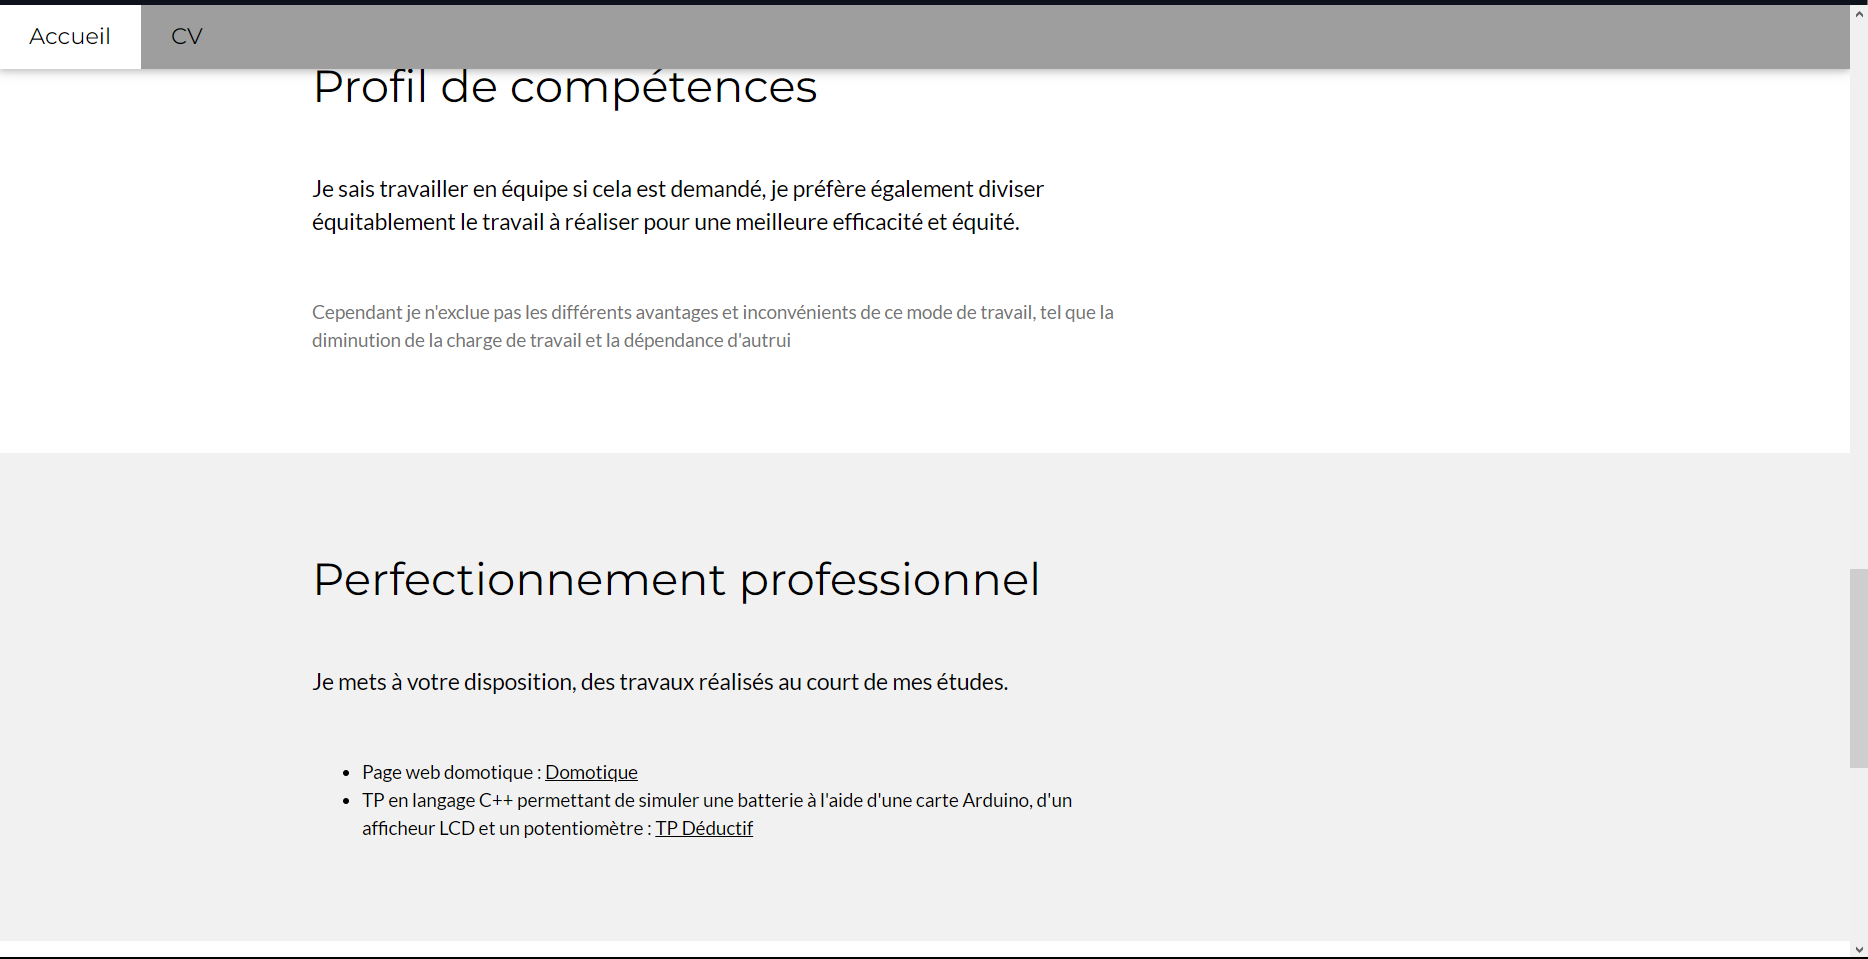 Accueil
CV
Profil de compétences
Je sais travailler en équipe si cela est demandé, je préfère également diviser
équitablement le travail à réaliser pour une meilleure efficacité et équité.
Cependant je n'exclue pas les différents avantages et inconvénients de ce mode de travail, tel que la
diminution de la charge de travail et la dépendance d'autrui
Perfectionnement professionnel
Je mets à votre disposition, des travaux réalisés au court de mes études.
• Page web domotique : Domotique
• TP en langage C++ permettant de simuler une batterie à l'aide d'une carte Arduino, d'un
afficheur LCD et un potentiomètre : TP Déductif